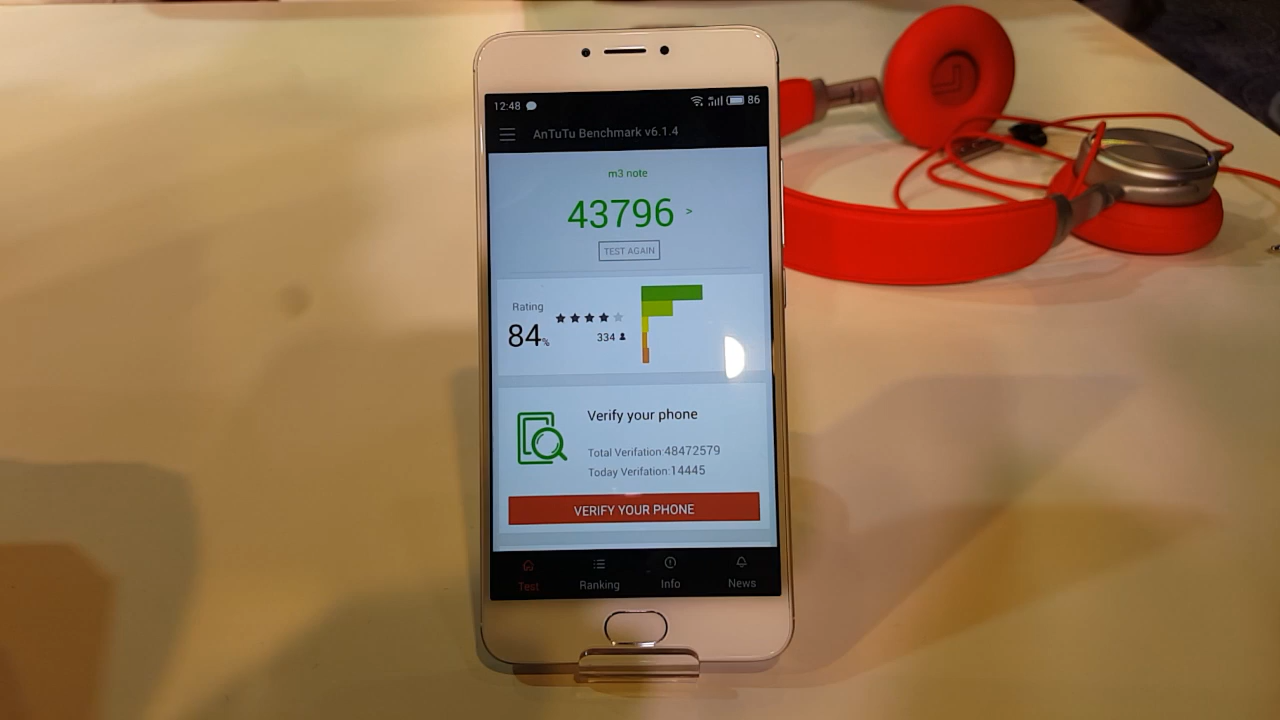 12:48 86
AnTuTu Benchmark v6.1.4
m3 note
43796 >
TEST AGAIN
Rating
84%
334
Verify your phone
Total Verifation:48472579
Today Verifation:14445
VERIFY YOUR PHONE
Test Ranking Info News